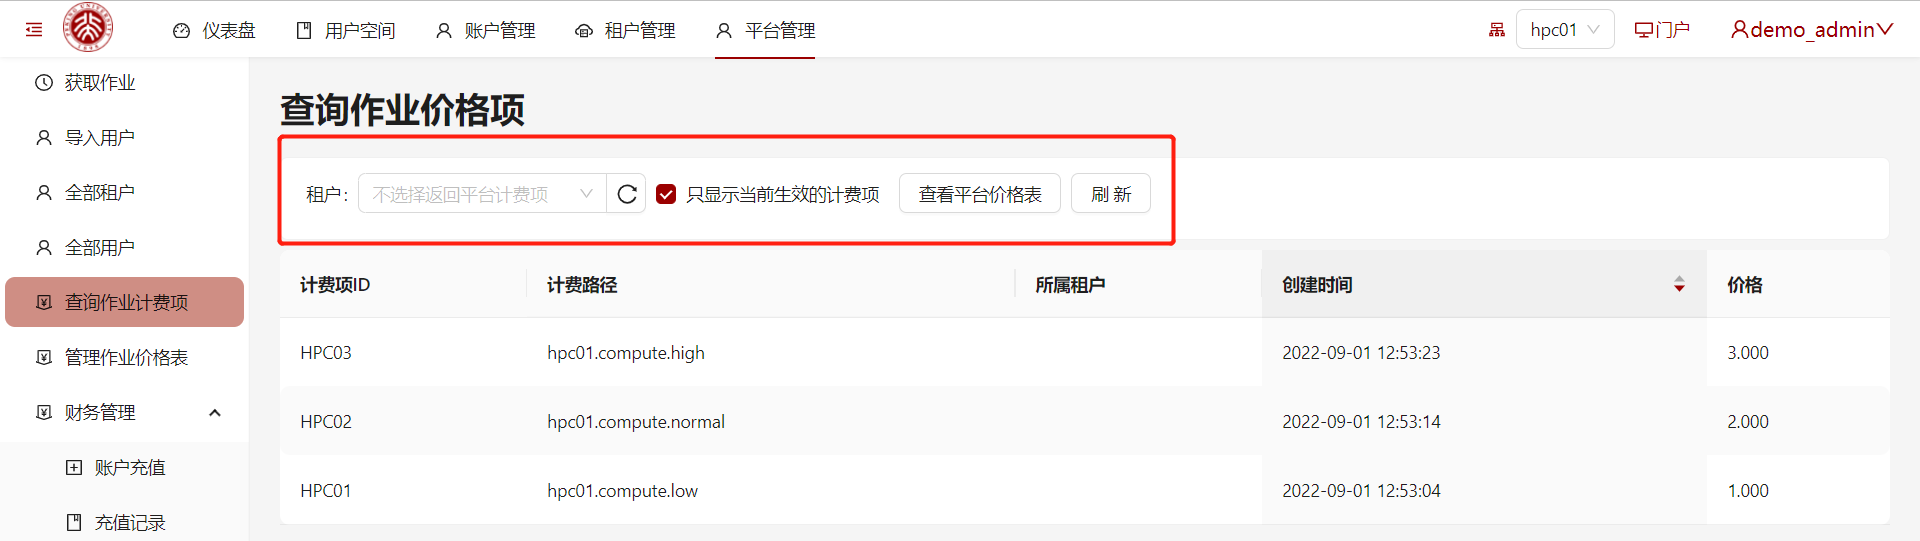 仪表盘 用户空间 账户管理 租户管理 平台管理 hpc01 门户 demo_admin
获取作业
导入用户
全部租户
全部用户
查询作业计费项
管理作业价格表
财务管理
账户充值
充值记录
查询作业价格项
租户: 不选择返回平台计费项 只显示当前生效的计费项 查看平台价格表 刷 新
计费项ID 计费路径 所属租户 创建时间 价格
HPC03 hpc01.compute.high 2022-09-01 12:53:23 3.000
HPC02 hpc01.compute.normal 2022-09-01 12:53:14 2.000
HPC01 hpc01.compute.low 2022-09-01 12:53:04 1.000